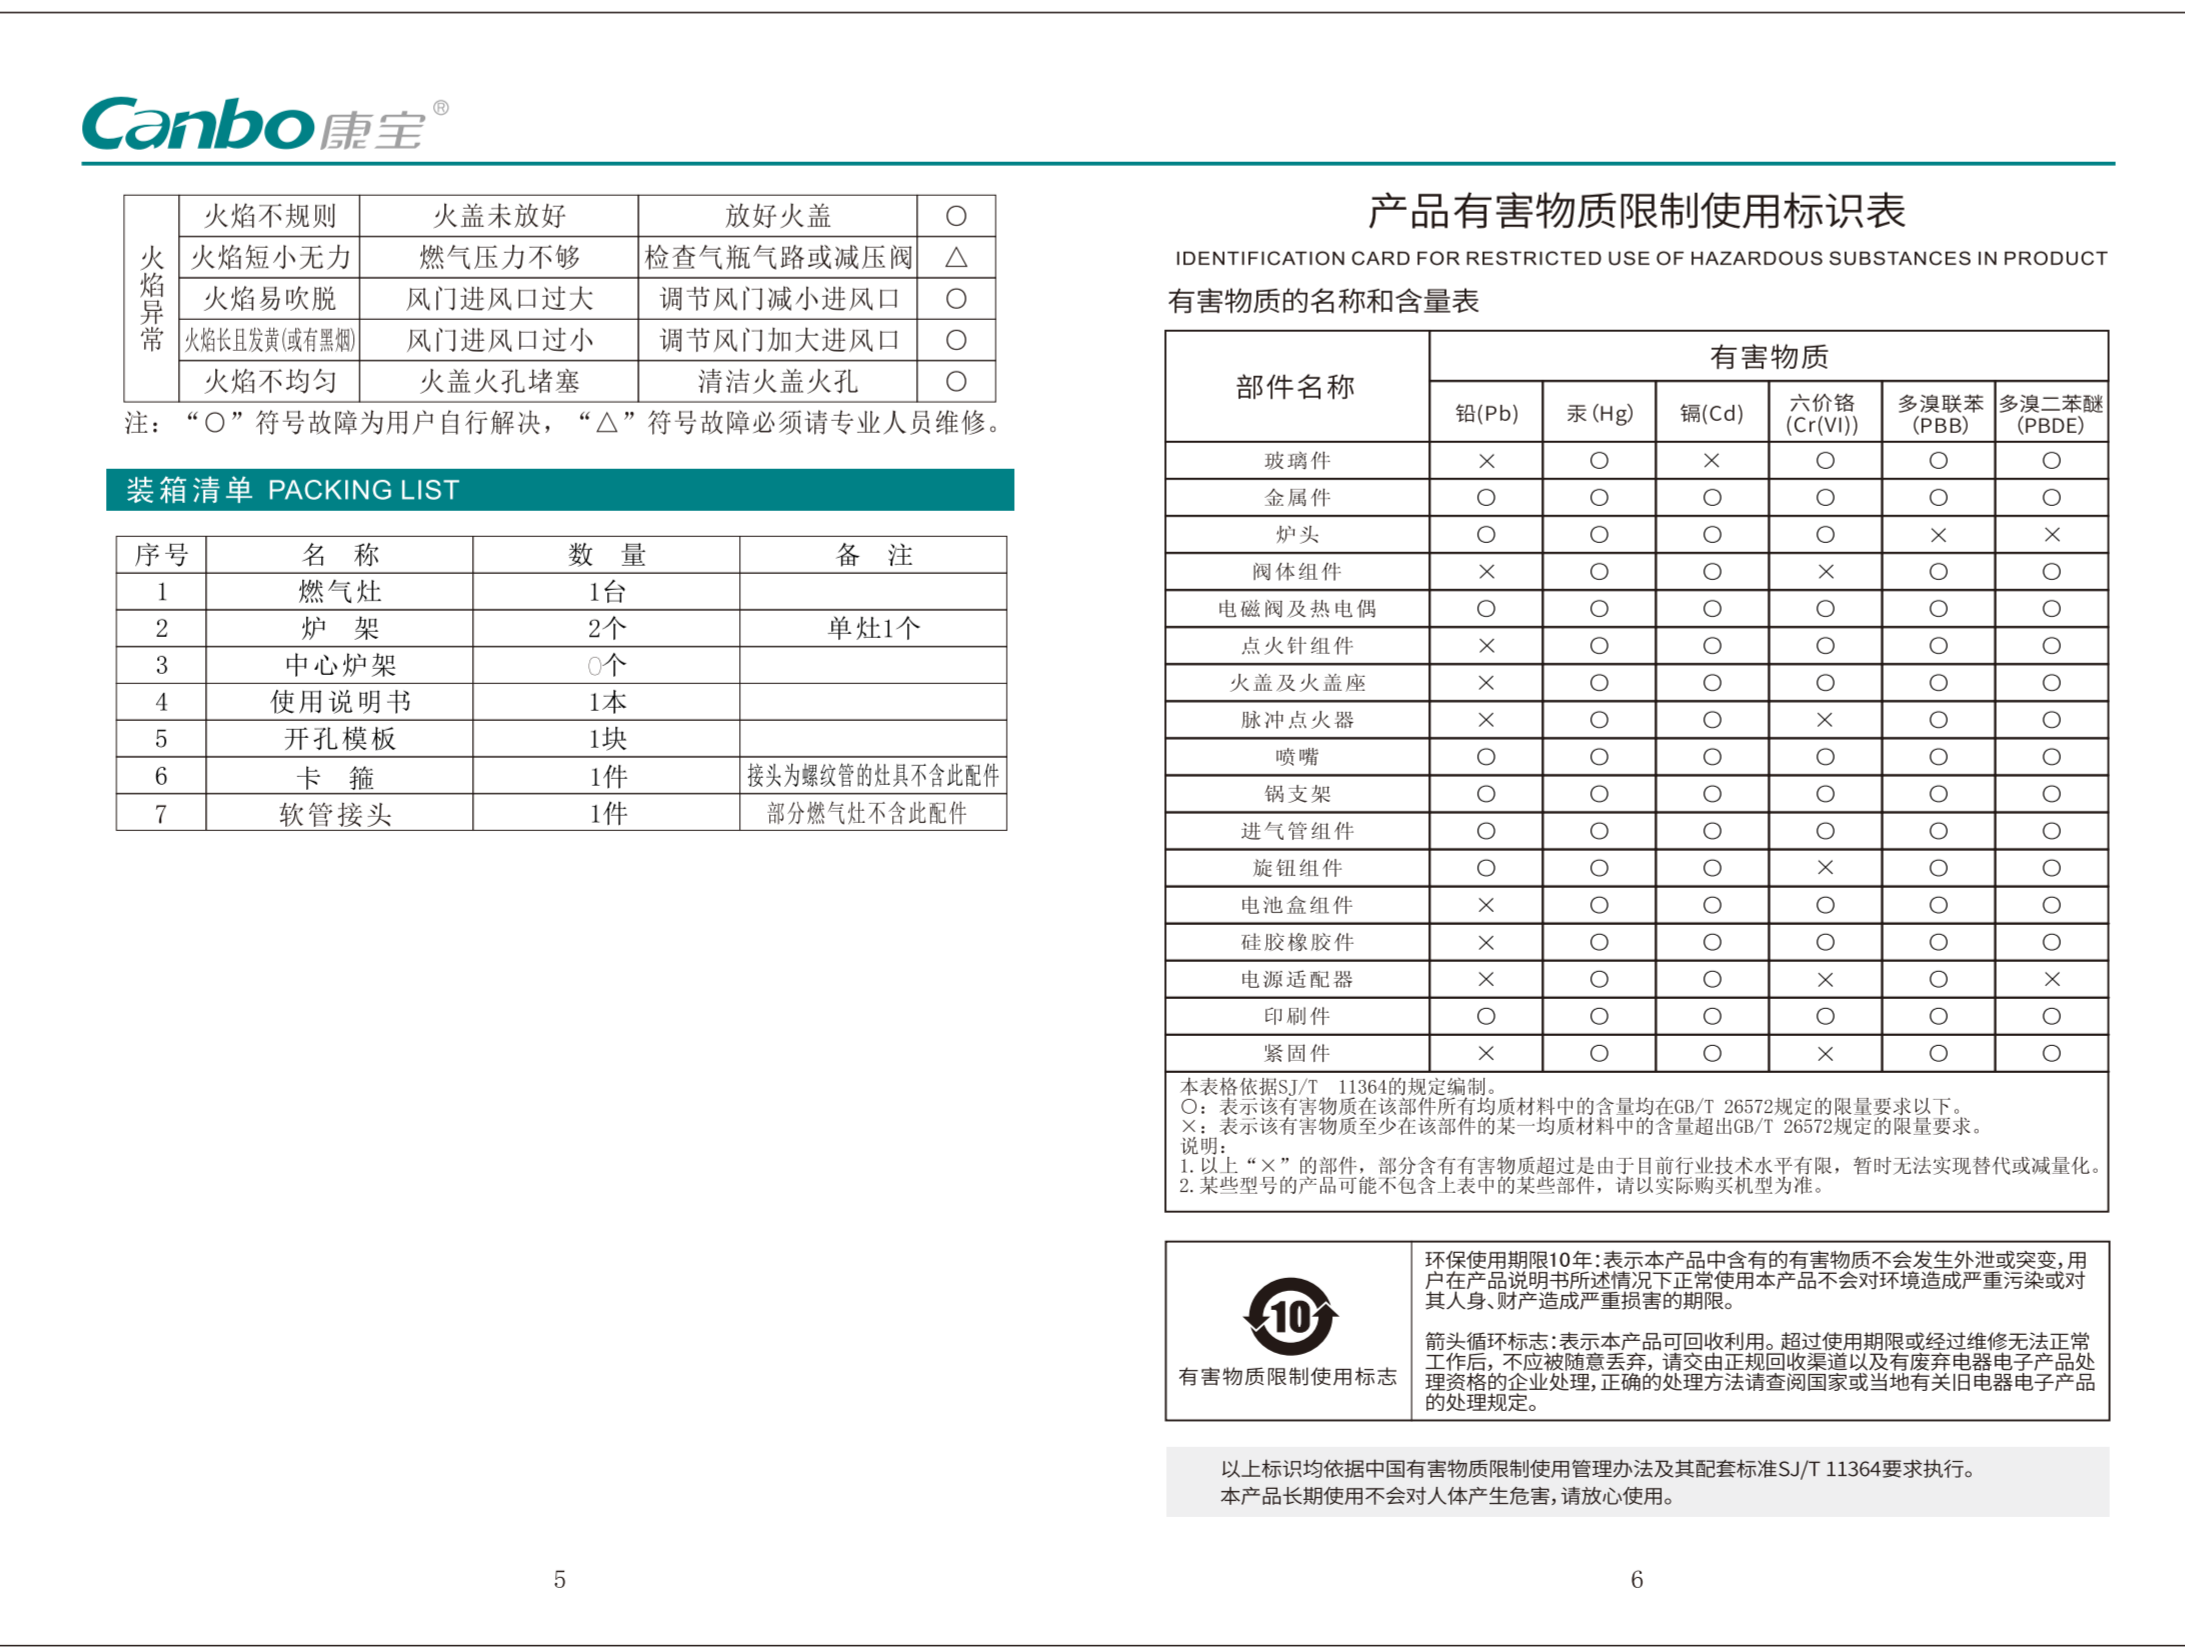 Canbo康宝®
火焰异常
火焰不规则 火盖未放好 放好火盖 ○
火焰短小无力 燃气压力不够 检查气瓶气路或减压阀 △
火焰易吹脱 风门进风口过大 调节风门减小进风口 ○
火焰长且发黄(或有黑烟) 风门进风口过小 调节风门加大进风口 ○
火焰不均匀 火盖火孔堵塞 清洁火盖火孔 ○
注：“○”符号故障为用户自行解决，“△”符号故障必须请专业人员维修。
装箱清单 PACKING LIST
序号 名 称 数 量 备 注
1 燃气灶 1台
2 炉 架 2个 单灶1个
3 中心炉架 0个
4 使用说明书 1本
5 开孔模板 1块
6 卡 箍 1件 接头为螺纹管的灶具不含此配件
7 软管接头 1件 部分燃气灶不含此配件
5
产品有害物质限制使用标识表
IDENTIFICATION CARD FOR RESTRICTED USE OF HAZARDOUS SUBSTANCES IN PRODUCT
有害物质的名称和含量表
部件名称 有害物质
铅(Pb) 汞(Hg) 镉(Cd) 六价铬(Cr(VI)) 多溴联苯(PBB) 多溴二苯醚(PBDE)
玻璃件 × ○ × ○ ○ ○
金属件 ○ ○ ○ ○ ○ ○
炉头 ○ ○ ○ ○ × ×
阀体组件 × ○ ○ × ○ ○
电磁阀及热电偶 ○ ○ ○ ○ ○ ○
点火针组件 × ○ ○ ○ ○ ○
火盖及火盖座 × ○ ○ ○ ○ ○
脉冲点火器 × ○ ○ × ○ ○
喷嘴 ○ ○ ○ ○ ○ ○
锅支架 ○ ○ ○ ○ ○ ○
进气管组件 ○ ○ ○ ○ ○ ○
旋钮组件 ○ ○ ○ × ○ ○
电池盒组件 × ○ ○ ○ ○ ○
硅胶橡胶件 × ○ ○ ○ ○ ○
电源适配器 × ○ ○ × ○ ×
印刷件 ○ ○ ○ ○ ○ ○
紧固件 × ○ ○ × ○ ○
本表格依据SJ/T 11364的规定编制。
○：表示该有害物质在该部件所有均质材料中的含量均在GB/T 26572规定的限量要求以下。
×：表示该有害物质至少在该部件的某一均质材料中的含量超出GB/T 26572规定的限量要求。
说明：
1.以上“×”的部件，部分含有有害物质超过是由于目前行业技术水平有限，暂时无法实现替代或减量化。
2.某些型号的产品可能不包含上表中的某些部件，请以实际购买机型为准。
10
有害物质限制使用标志
环保使用期限10年：表示本产品中含有的有害物质不会发生外泄或突变，用
户在产品说明书所述情况下正常使用本产品不会对环境造成严重污染或对
其人身、财产造成严重损害的期限。
箭头循环标志：表示本产品可回收利用。超过使用期限或经过维修无法正常
工作后，不应被随意丢弃，请交由正规回收渠道以及有废弃电器电子产品处
理资格的企业处理，正确的处理方法请查阅国家或当地有关旧电器电子产品
的处理规定。
以上标识均依据中国有害物质限制使用管理办法及其配套标准SJ/T 11364要求执行。
本产品长期使用不会对人体产生危害，请放心使用。
6